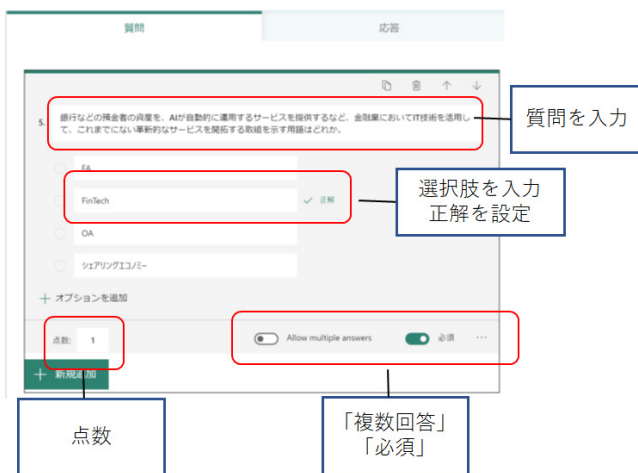 質問
応答
5. 銀行などの預金者の資産を、AIが自動的に運用するサービスを提供するなど、金融業においてIT技術を活用し
て、これまでにない革新的なサービスを開拓する取組を示す用語はどれか。
質問を入力
FA
FinTech
正解
選択肢を入力
正解を設定
OA
シェアリングエコノミー
オプションを追加
点数: 1
Allow multiple answers
必須
新規追加
点数
「複数回答」
「必須」